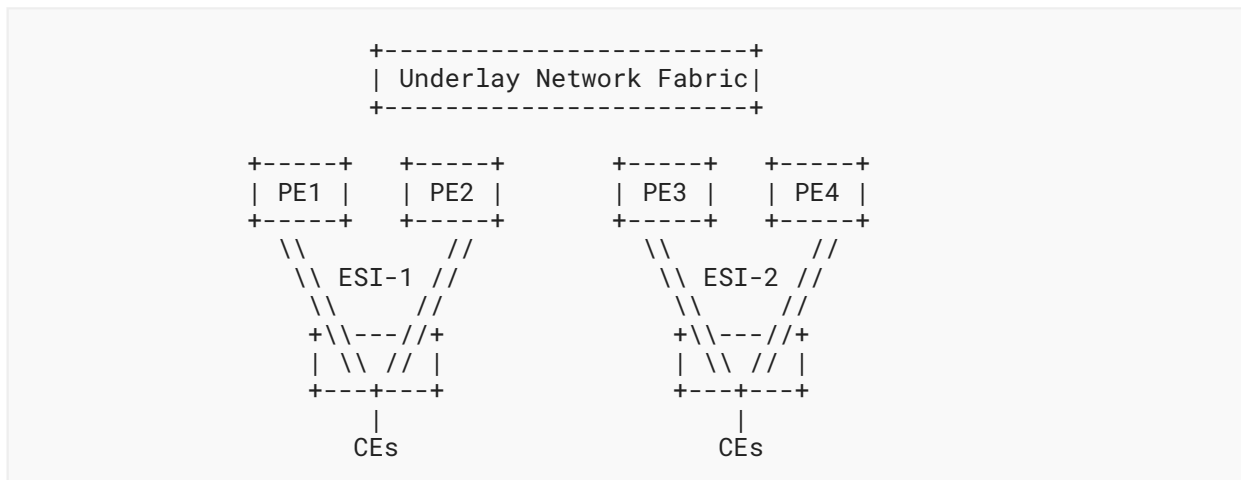 +------------------------+
| Underlay Network Fabric|
+------------------------+
+-----+   +-----+       +-----+   +-----+
| PE1 |   | PE2 |       | PE3 |   | PE4 |
+-----+   +-----+       +-----+   +-----+
\\         //           \\         //
\\ ESI-1 //             \\ ESI-2 //
\\     //               \\     //
+\\---//+               +\\---//+
| \\ // |               | \\ // |
+---+---+               +---+---+
|                       |
CEs                     CEs